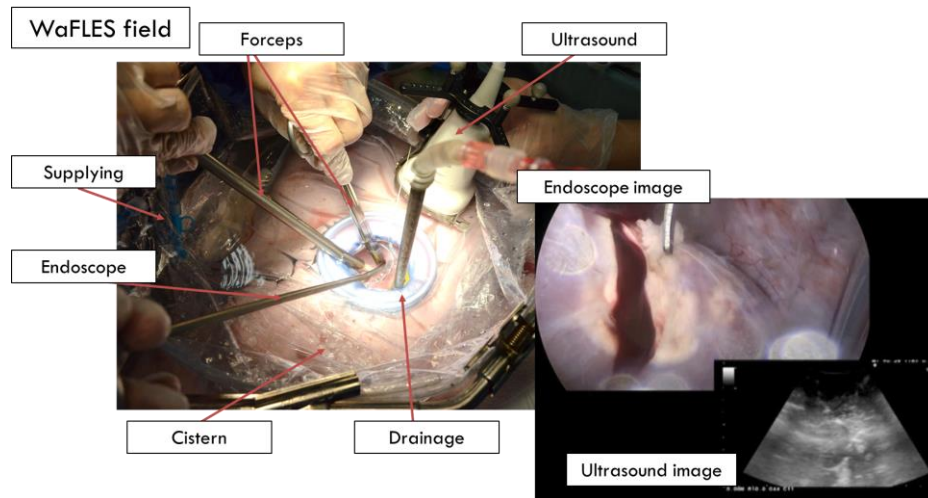 WaFLES field
Forceps
Ultrasound
Supplying
Endoscope image
Endoscope
Cistern
Drainage
Ultrasound image